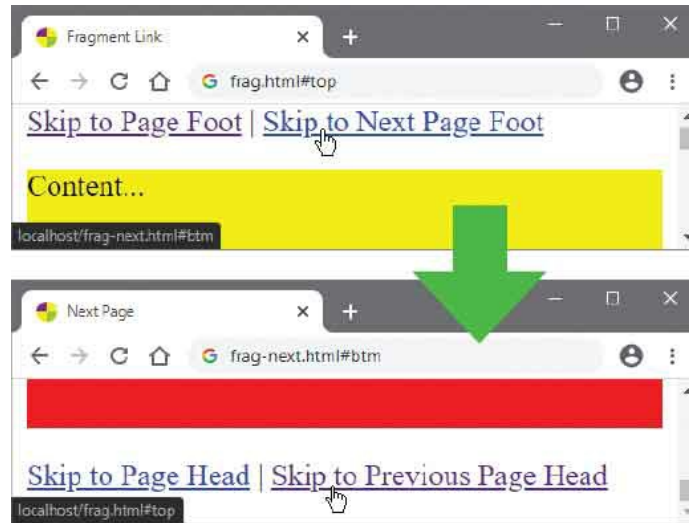 Fragment Link
frag.html#top
Skip to Page Foot | Skip to Next Page Foot
Content...
localhost/frag-next.html#btm
Next Page
frag-next.html#btm
Skip to Page Head | Skip to Previous Page Head
localhost/frag.html#top